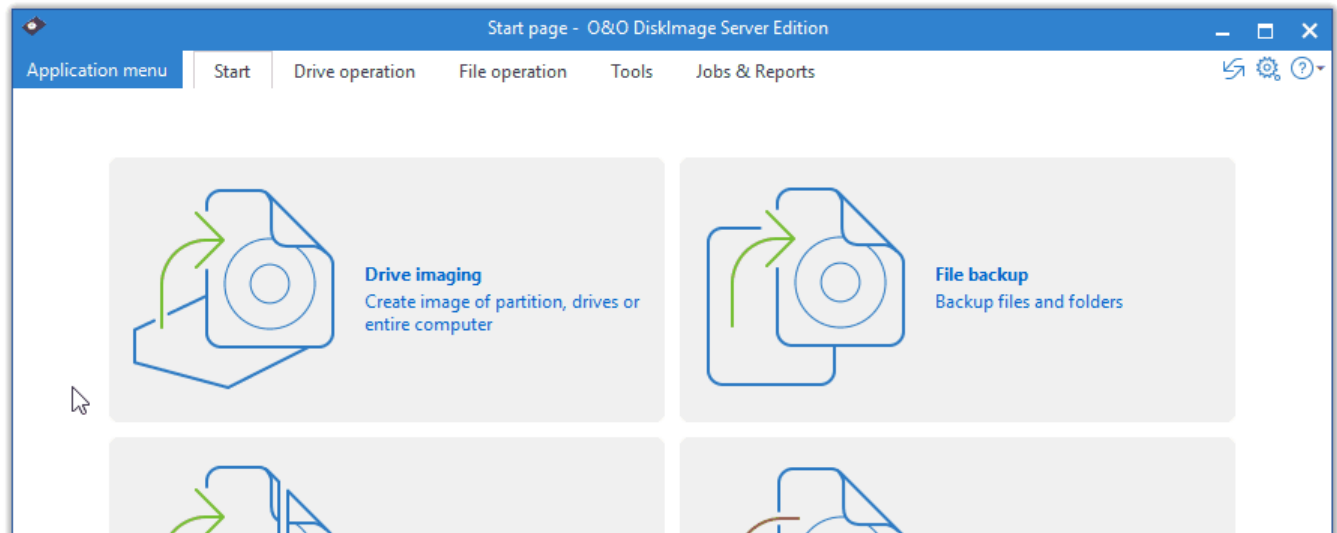 Start page - O&O DiskImage Server Edition
Application menu Start Drive operation File operation Tools Jobs & Reports
Drive imaging
Create image of partition, drives or
entire computer
File backup
Backup files and folders